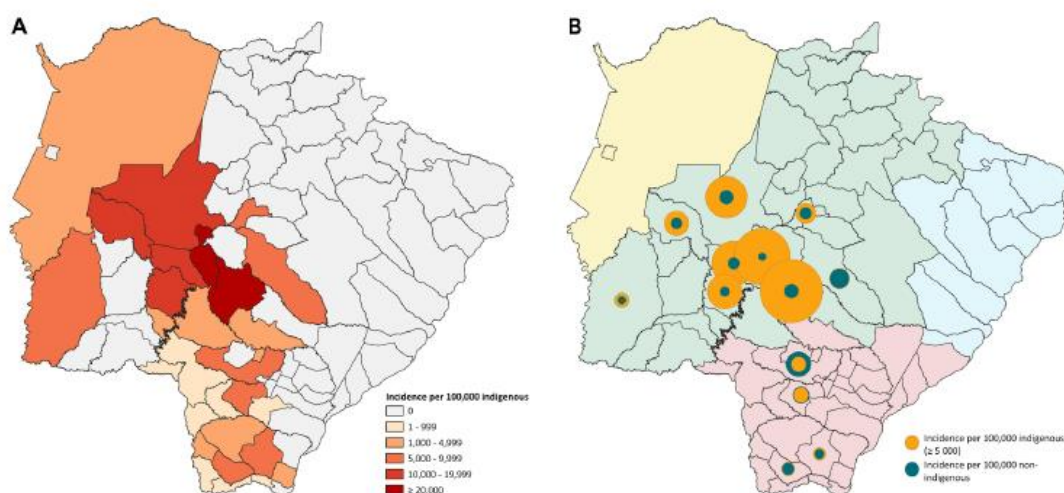 A
B
Incidence per 100,000 indigenous
0
1 - 999
1,000 - 4,999
5,000 - 9,999
10,000 - 19,999
≥ 20.000
Incidence per 100,000 indigenous
(≥ 5 000)
Incidence per 100,000 non-
indigenous